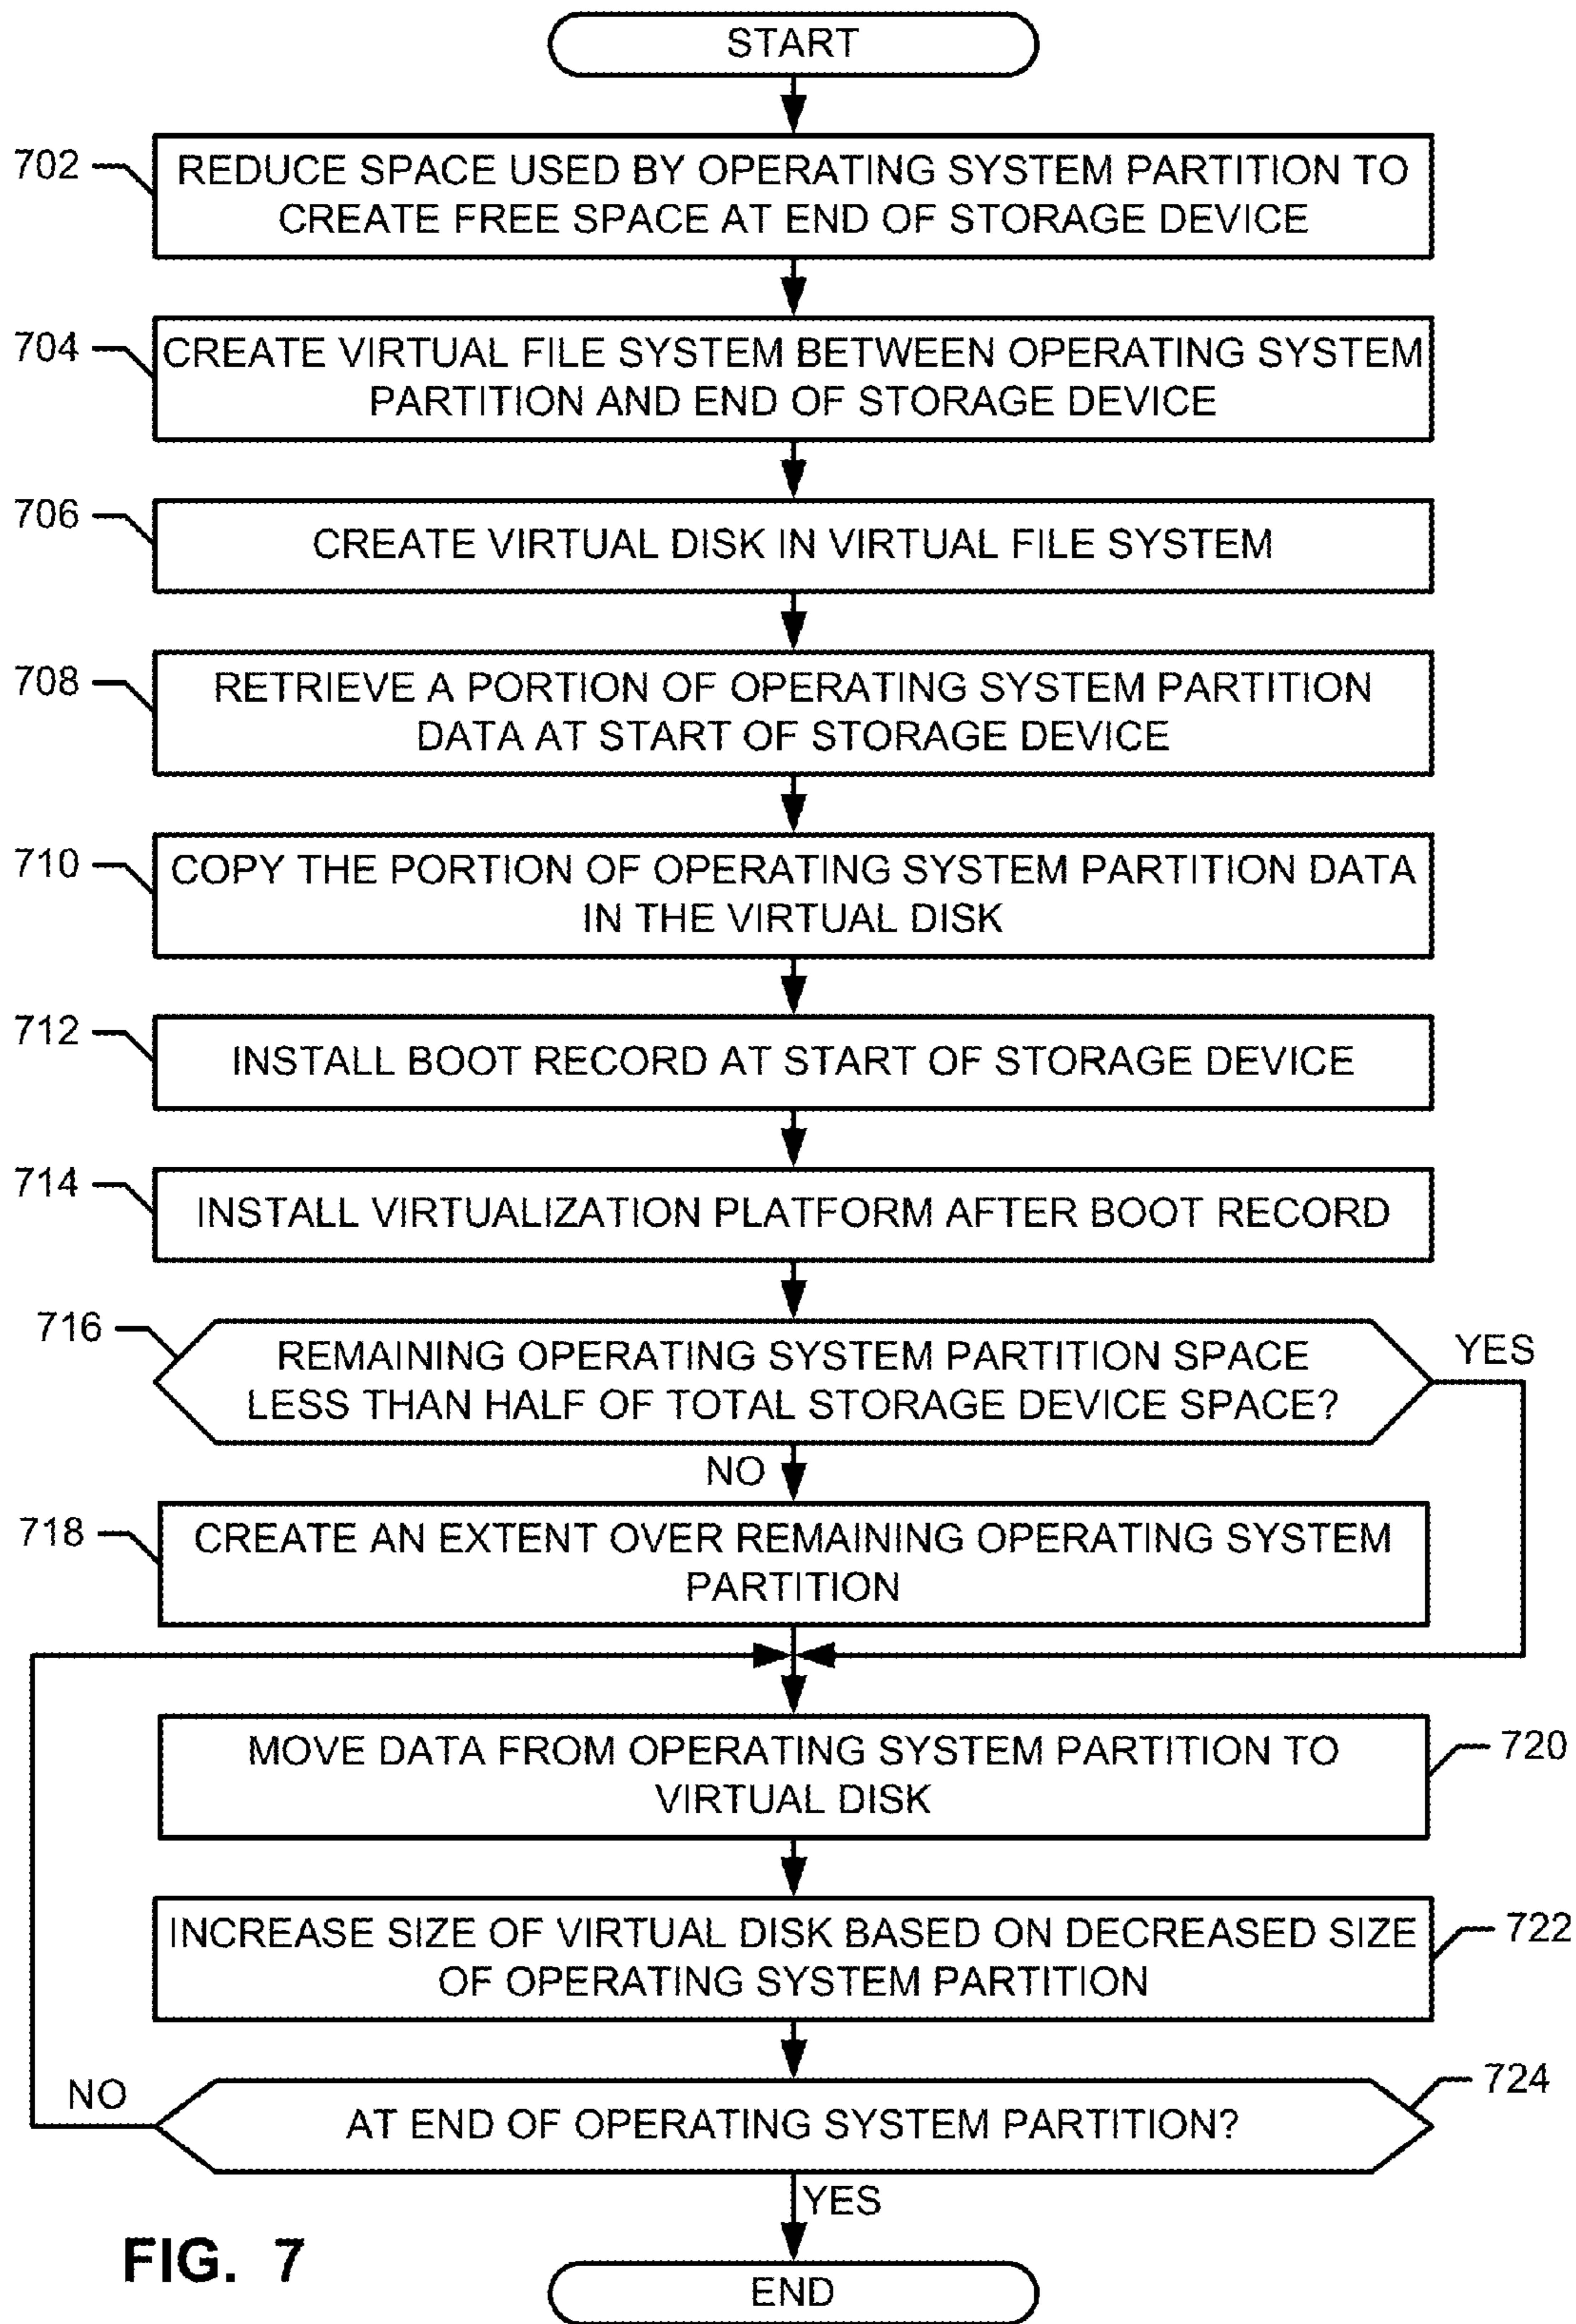 START
702
REDUCE SPACE USED BY OPERATING SYSTEM PARTITION TO
CREATE FREE SPACE AT END OF STORAGE DEVICE
704
CREATE VIRTUAL FILE SYSTEM BETWEEN OPERATING SYSTEM
PARTITION AND END OF STORAGE DEVICE
706
CREATE VIRTUAL DISK IN VIRTUAL FILE SYSTEM
708
RETRIEVE A PORTION OF OPERATING SYSTEM PARTITION
DATA AT START OF STORAGE DEVICE
710
COPY THE PORTION OF OPERATING SYSTEM PARTITION DATA
IN THE VIRTUAL DISK
712
INSTALL BOOT RECORD AT START OF STORAGE DEVICE
714
INSTALL VIRTUALIZATION PLATFORM AFTER BOOT RECORD
716
REMAINING OPERATING SYSTEM PARTITION SPACE
LESS THAN HALF OF TOTAL STORAGE DEVICE SPACE?
YES
NO
718
CREATE AN EXTENT OVER REMAINING OPERATING SYSTEM
PARTITION
MOVE DATA FROM OPERATING SYSTEM PARTITION TO
VIRTUAL DISK
720
INCREASE SIZE OF VIRTUAL DISK BASED ON DECREASED SIZE
OF OPERATING SYSTEM PARTITION
722
724
NO
AT END OF OPERATING SYSTEM PARTITION?
YES
FIG. 7
END